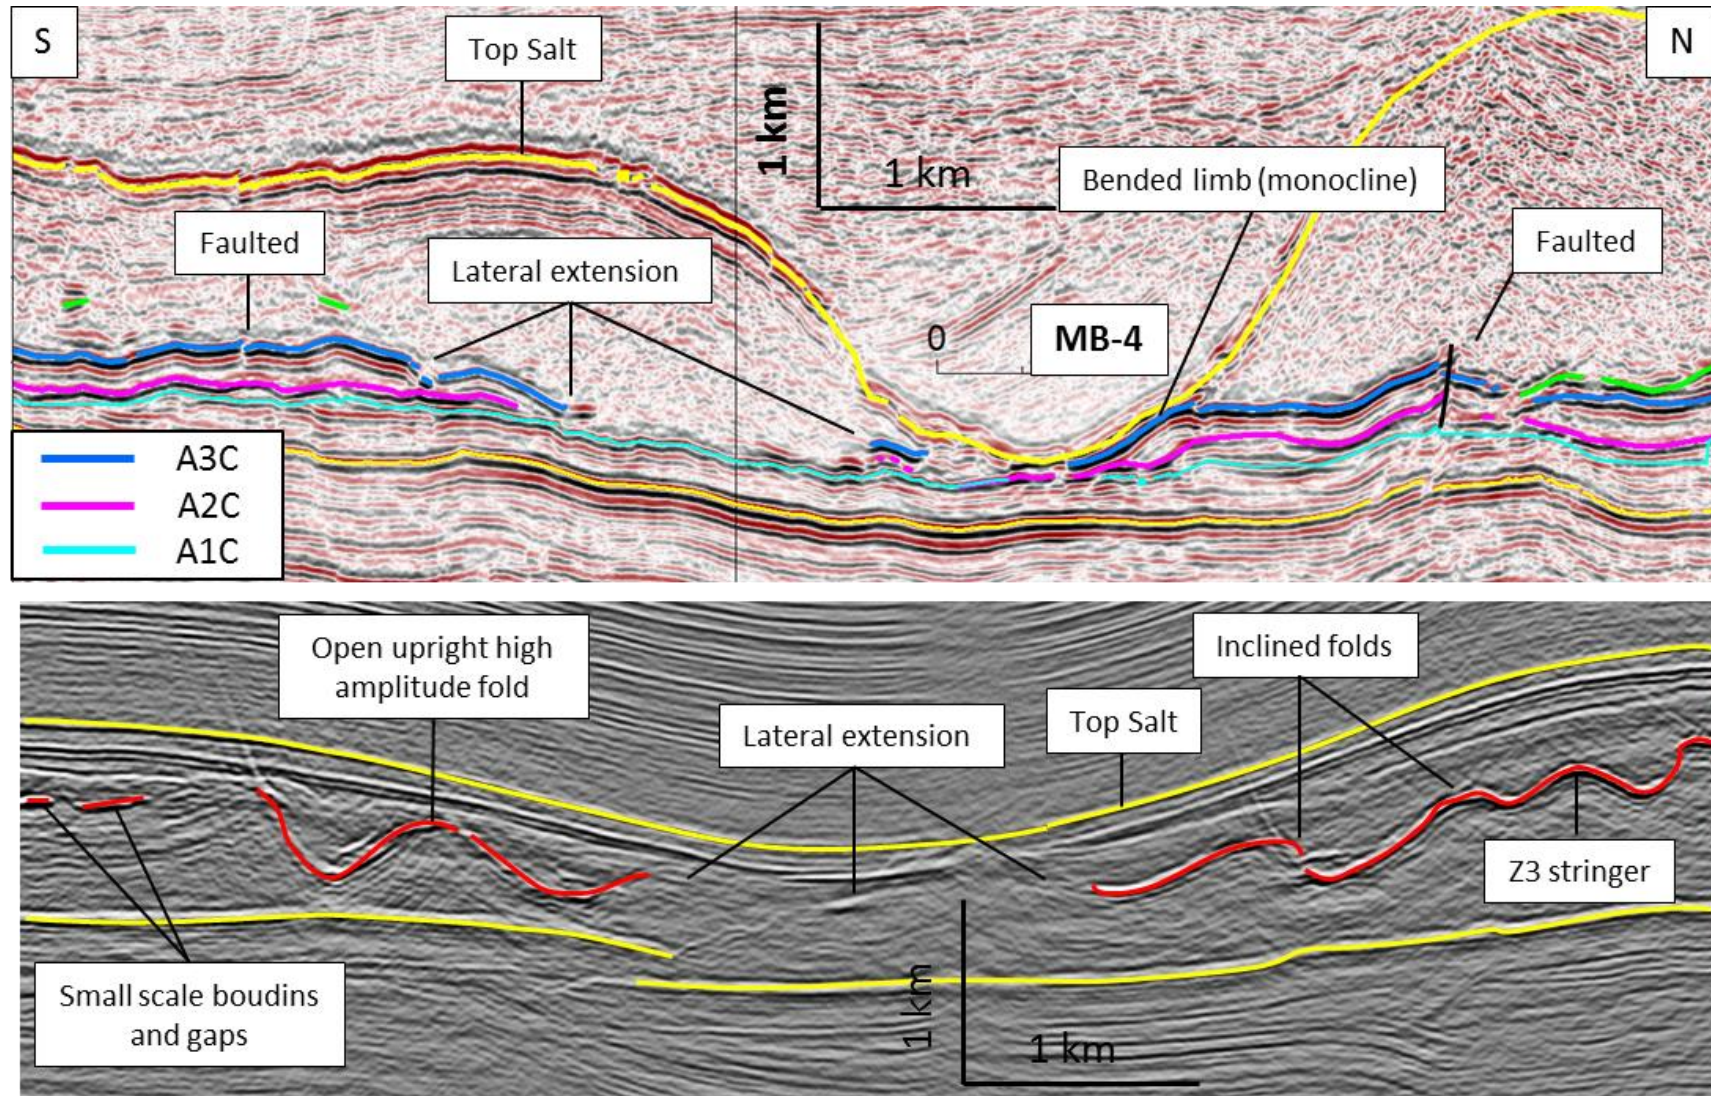 S
Top Salt
N
1 km
1 km
Bended limb (monocline)
Faulted
Faulted
Lateral extension
0
MB-4
A3C
A2C
A1C
Open upright high
amplitude fold
Inclined folds
Lateral extension
Top Salt
Z3 stringer
Small scale boudins
and gaps
1 km
1 km